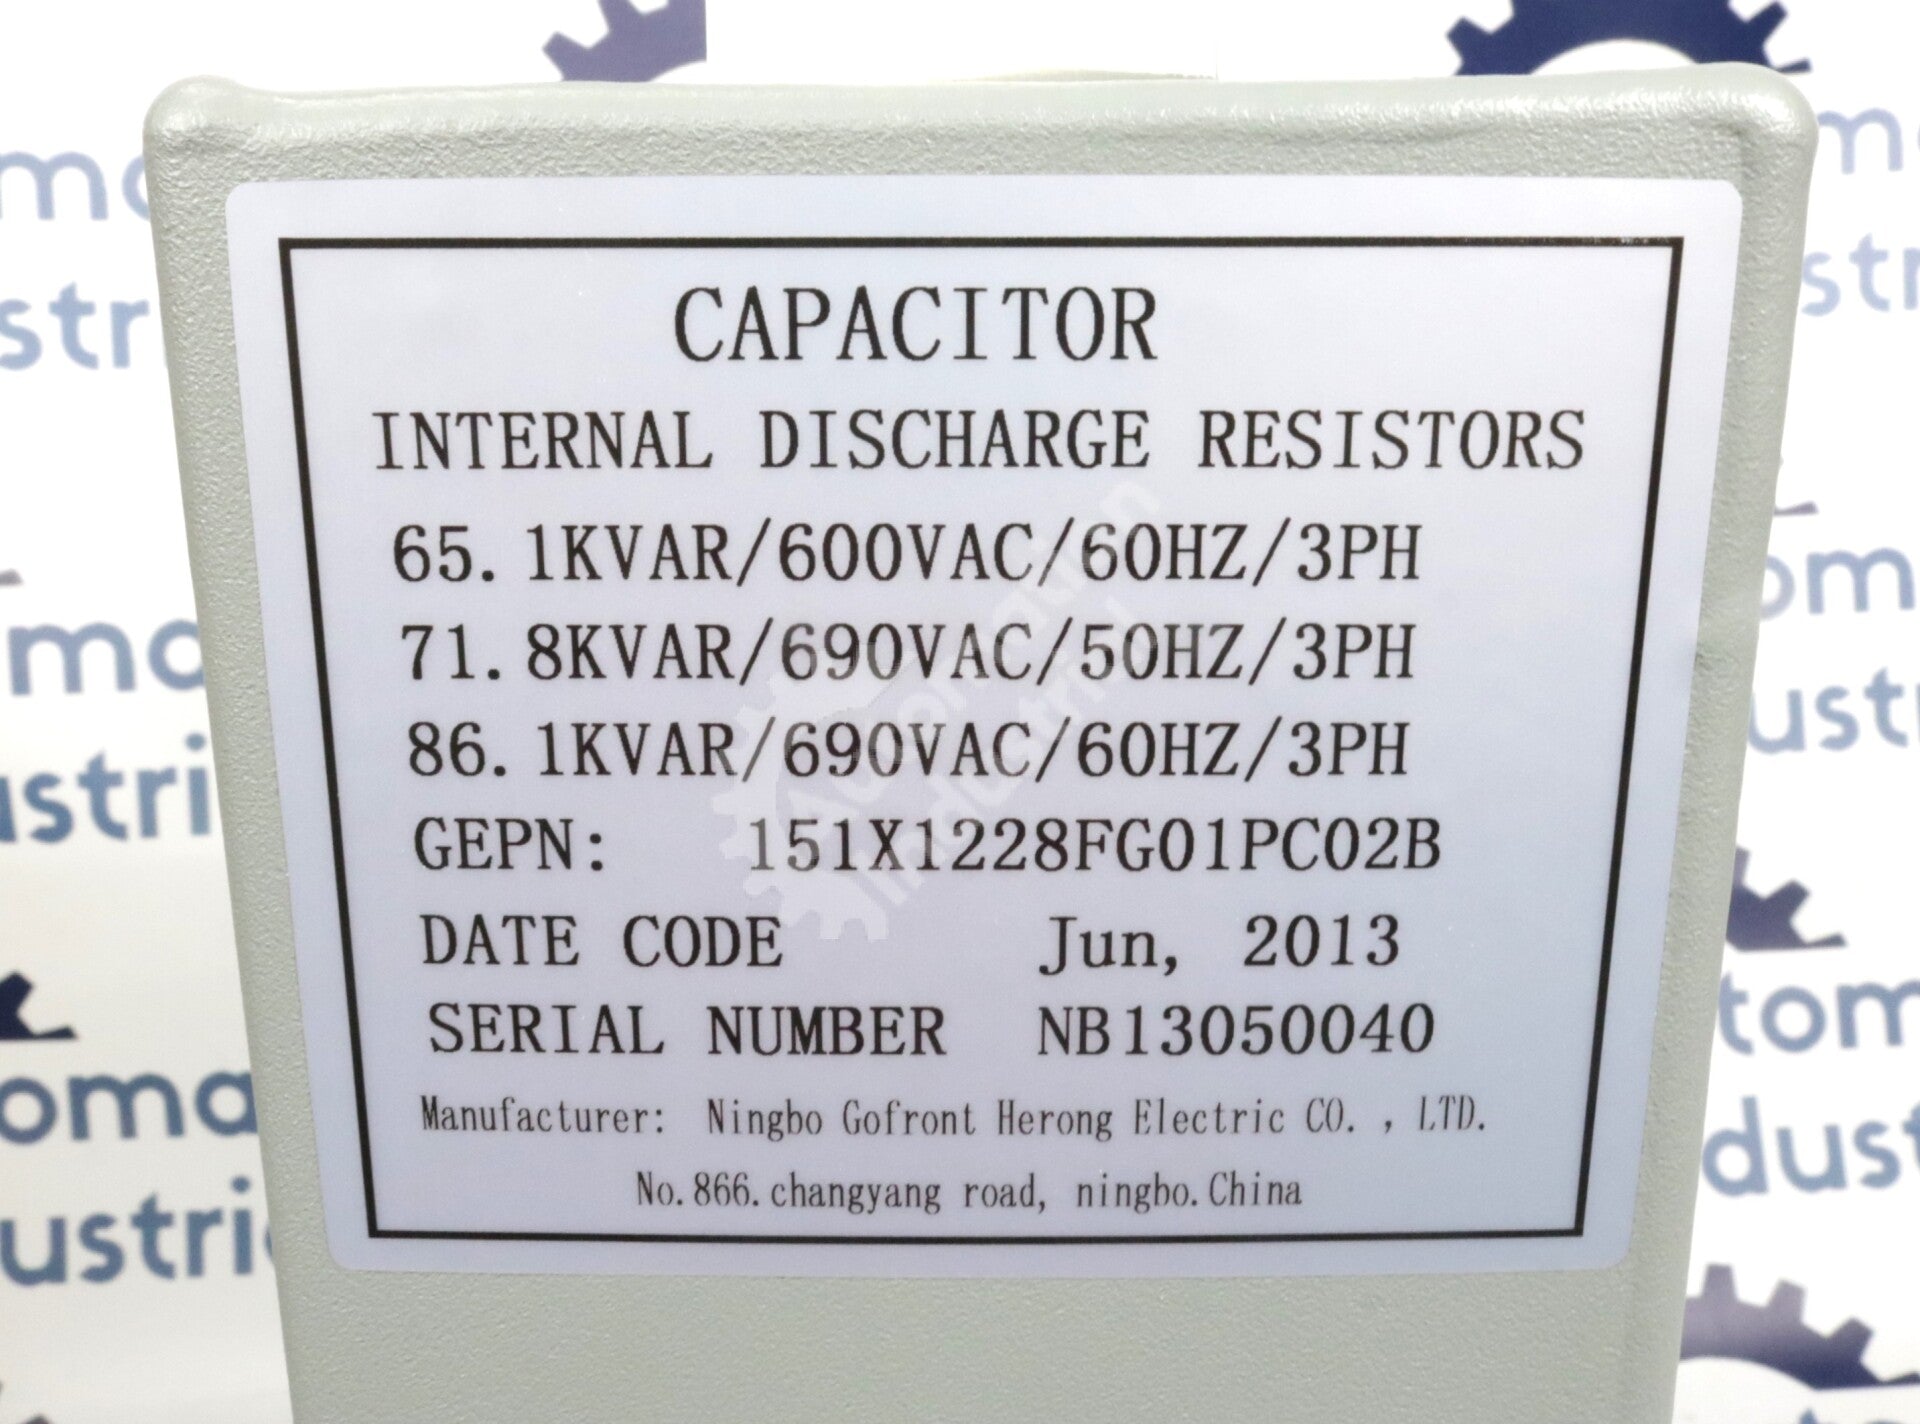 CAPACITOR
INTERNAL DISCHARGE RESISTORS
65.1KVAR/600VAC/60HZ/3PH
71.8KVAR/690VAC/50HZ/3PH
86.1KVAR/690VAC/60HZ/3PH
GEPN: 151X1228FG01PC02B
DATE CODE Jun, 2013
SERIAL NUMBER NB13050040
Manufacturer: Ningbo Gofront Herong Electric CO. , LTD.
No.866.changyang road, ningbo.China
Automation
Industrial